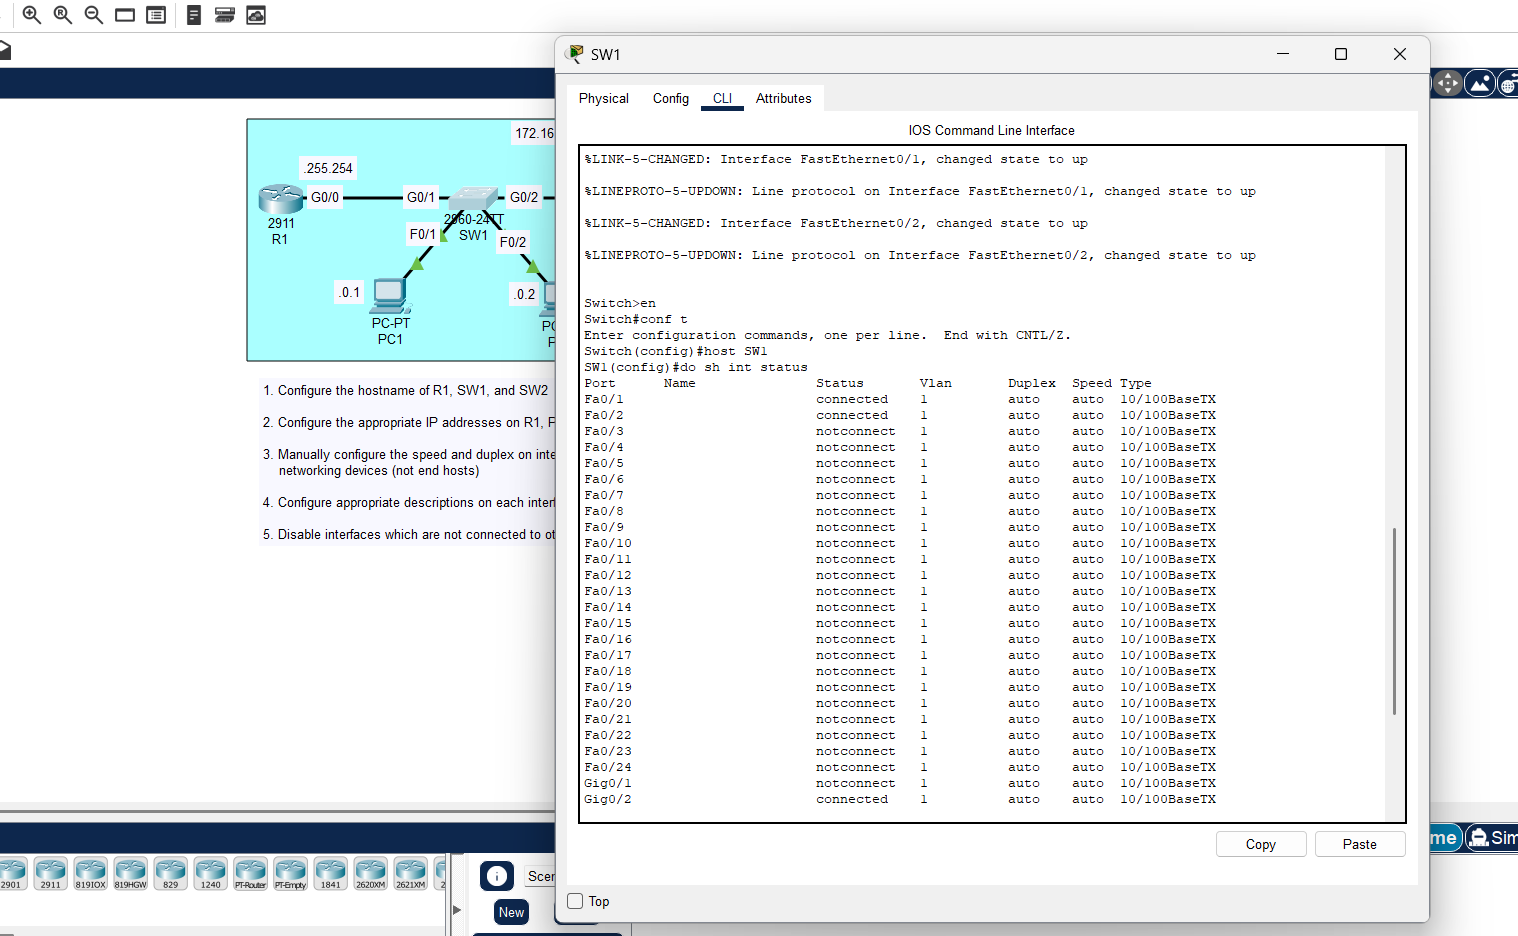 SW1
Physical
Config
CLI
Attributes
IOS Command Line Interface
%LINK-5-CHANGED: Interface FastEthernet0/1, changed state to up
%LINEPROTO-5-UPDOWN: Line protocol on Interface FastEthernet0/1, changed state to up
%LINK-5-CHANGED: Interface FastEthernet0/2, changed state to up
%LINEPROTO-5-UPDOWN: Line protocol on Interface FastEthernet0/2, changed state to up
Switch>en
Switch#conf t
Enter configuration commands, one per line.  End with CNTL/Z.
Switch(config)#host SW1
SW1(config)#do sh int status
Port Name Status Vlan Duplex Speed Type
Fa0/1 connected 1 auto auto 10/100BaseTX
Fa0/2 connected 1 auto auto 10/100BaseTX
Fa0/3 notconnect 1 auto auto 10/100BaseTX
Fa0/4 notconnect 1 auto auto 10/100BaseTX
Fa0/5 notconnect 1 auto auto 10/100BaseTX
Fa0/6 notconnect 1 auto auto 10/100BaseTX
Fa0/7 notconnect 1 auto auto 10/100BaseTX
Fa0/8 notconnect 1 auto auto 10/100BaseTX
Fa0/9 notconnect 1 auto auto 10/100BaseTX
Fa0/10 notconnect 1 auto auto 10/100BaseTX
Fa0/11 notconnect 1 auto auto 10/100BaseTX
Fa0/12 notconnect 1 auto auto 10/100BaseTX
Fa0/13 notconnect 1 auto auto 10/100BaseTX
Fa0/14 notconnect 1 auto auto 10/100BaseTX
Fa0/15 notconnect 1 auto auto 10/100BaseTX
Fa0/16 notconnect 1 auto auto 10/100BaseTX
Fa0/17 notconnect 1 auto auto 10/100BaseTX
Fa0/18 notconnect 1 auto auto 10/100BaseTX
Fa0/19 notconnect 1 auto auto 10/100BaseTX
Fa0/20 notconnect 1 auto auto 10/100BaseTX
Fa0/21 notconnect 1 auto auto 10/100BaseTX
Fa0/22 notconnect 1 auto auto 10/100BaseTX
Fa0/23 notconnect 1 auto auto 10/100BaseTX
Fa0/24 notconnect 1 auto auto 10/100BaseTX
Gig0/1 notconnect 1 auto auto 10/100BaseTX
Gig0/2 connected 1 auto auto 10/100BaseTX
Copy
Paste
Top
172.16
.255.254
G0/0
G0/1
G0/2
2911
R1
2960-24TT
SW1
F0/1
F0/2
.0.1
.0.2
PC-PT
PC1
1. Configure the hostname of R1, SW1, and SW2
2. Configure the appropriate IP addresses on R1,
3. Manually configure the speed and duplex on inte
networking devices (not end hosts)
4. Configure appropriate descriptions on each interf
5. Disable interfaces which are not connected to ot
2901
2911
819IOX
819HGW
829
1240
PT-Router
PT-Empty
1841
2620XM
2621XM
Scer
New
me
Sim